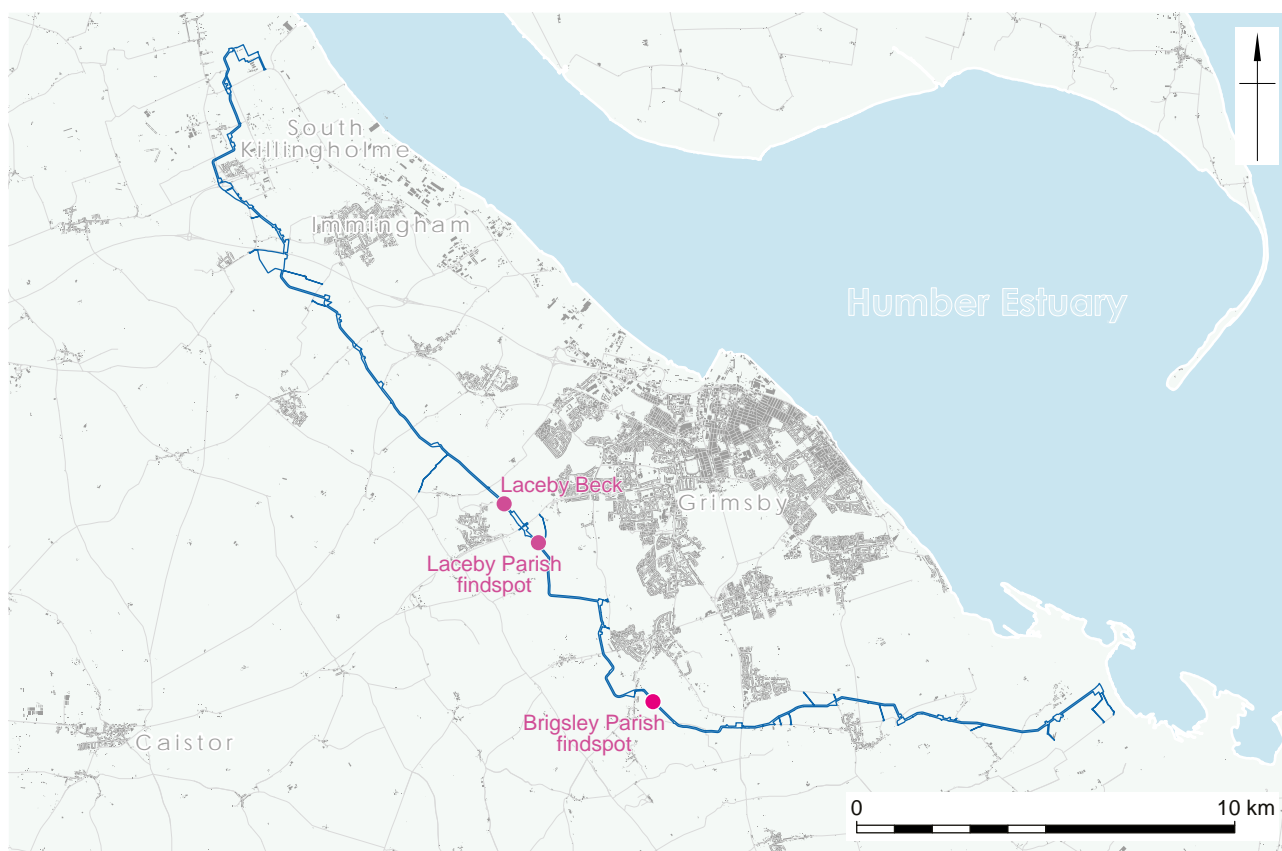 South
Killingholme
Immingham
Humber Estuary
Laceby Beck
Grimsby
Laceby Parish
findspot
Brigsley Parish
findspot
Caistor
0
10 km